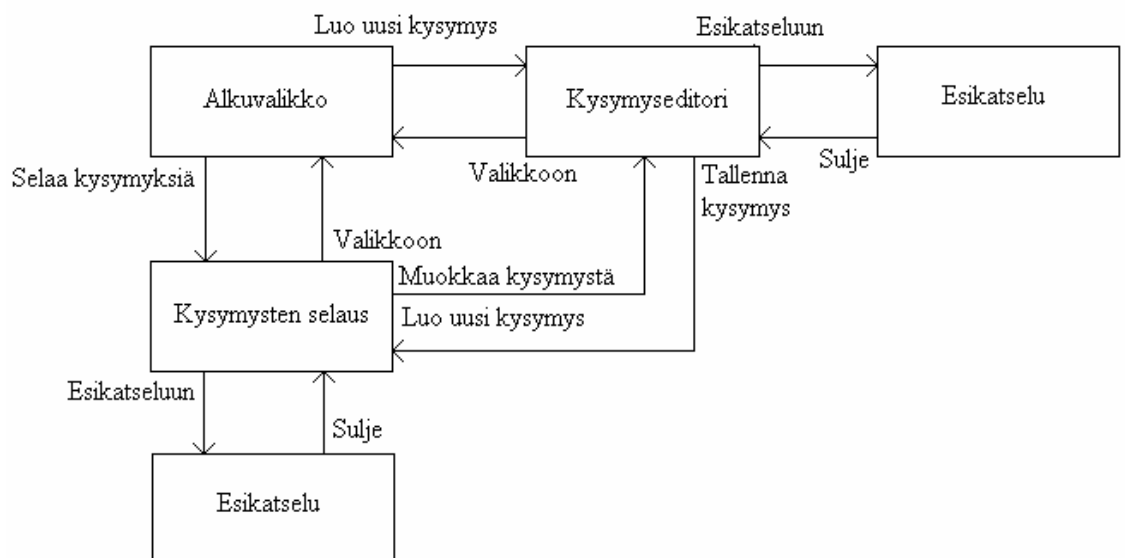 Luo uusi kysymys
Esikatseluun
Alkuvalikko
Kysymyseditori
Esikatselu
Selaa kysymyksiä
Valikkoon
Tallenna
kysymys
Sulje
Valikkoon
Muokkaa kysymystä
Kysymysten selaus
Luo uusi kysymys
Esikatseluun
Sulje
Esikatselu